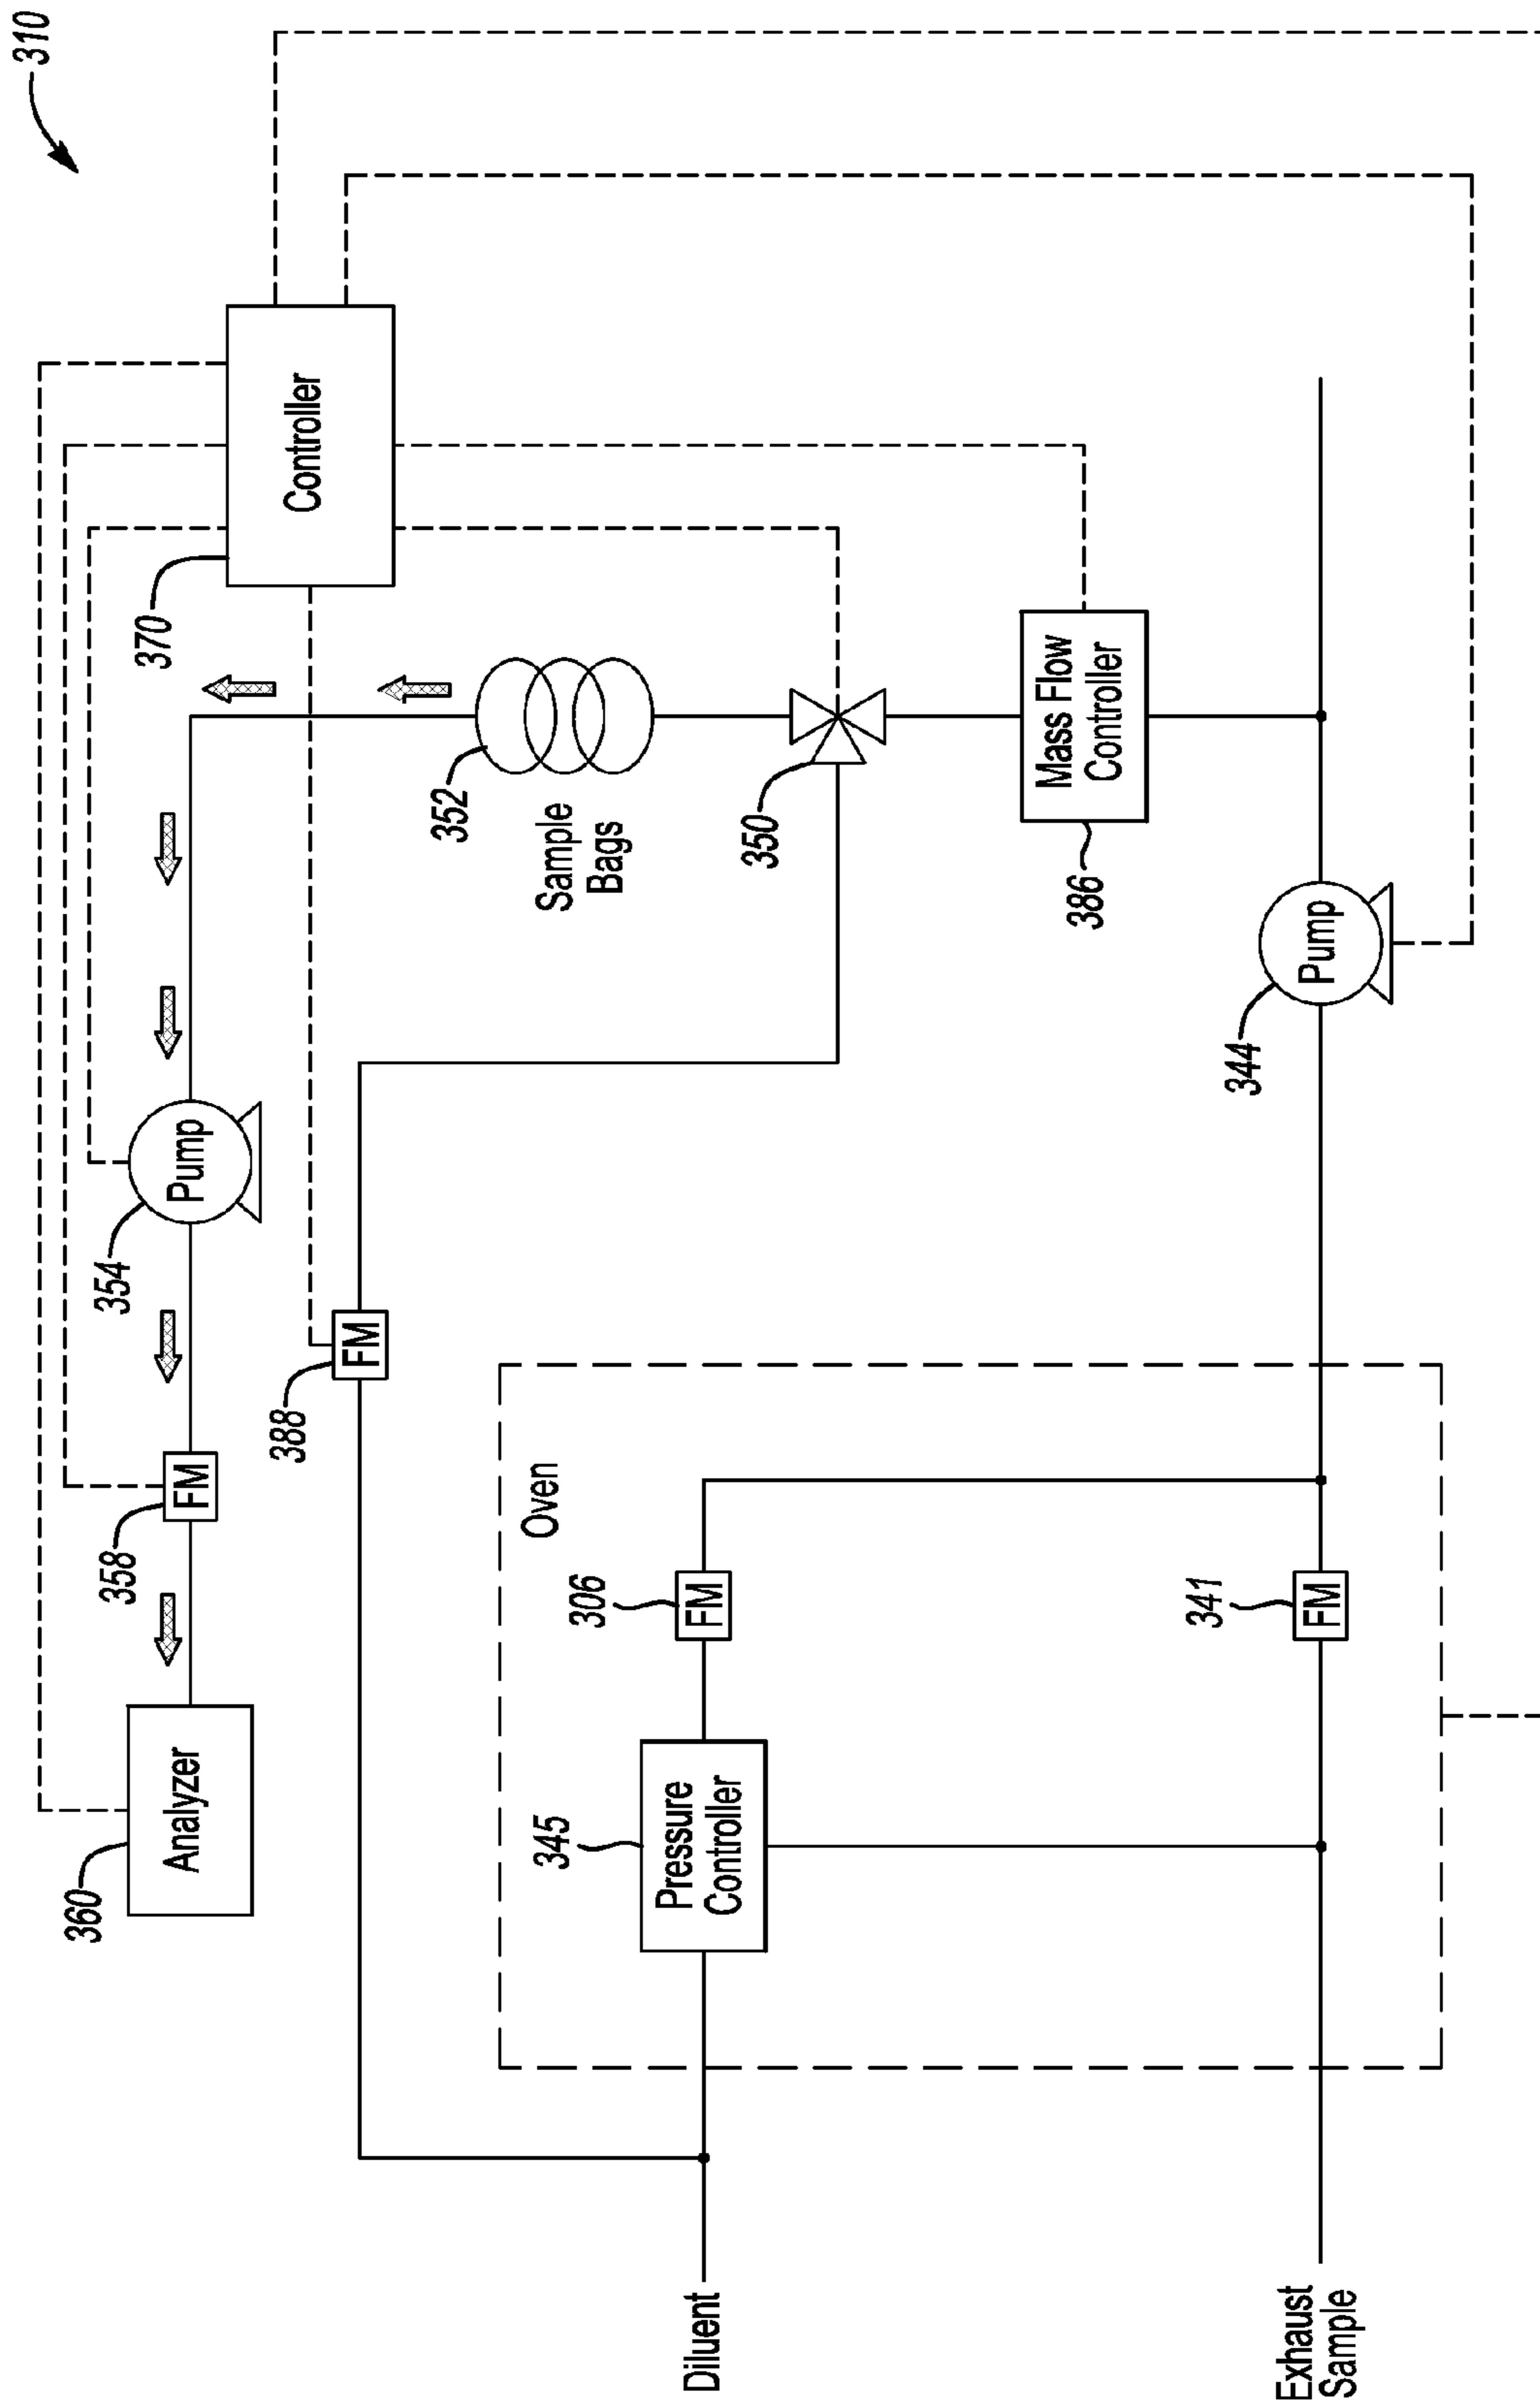 310
Controller
370
352
Sample
Bags
350
Mass Flow
Controller
386
Pump
344
Pump
354
FM
358
FM
388
Analyzer
360
Oven
FM
306
FM
341
Pressure
Controller
345
Diluent
Exhaust
Sample